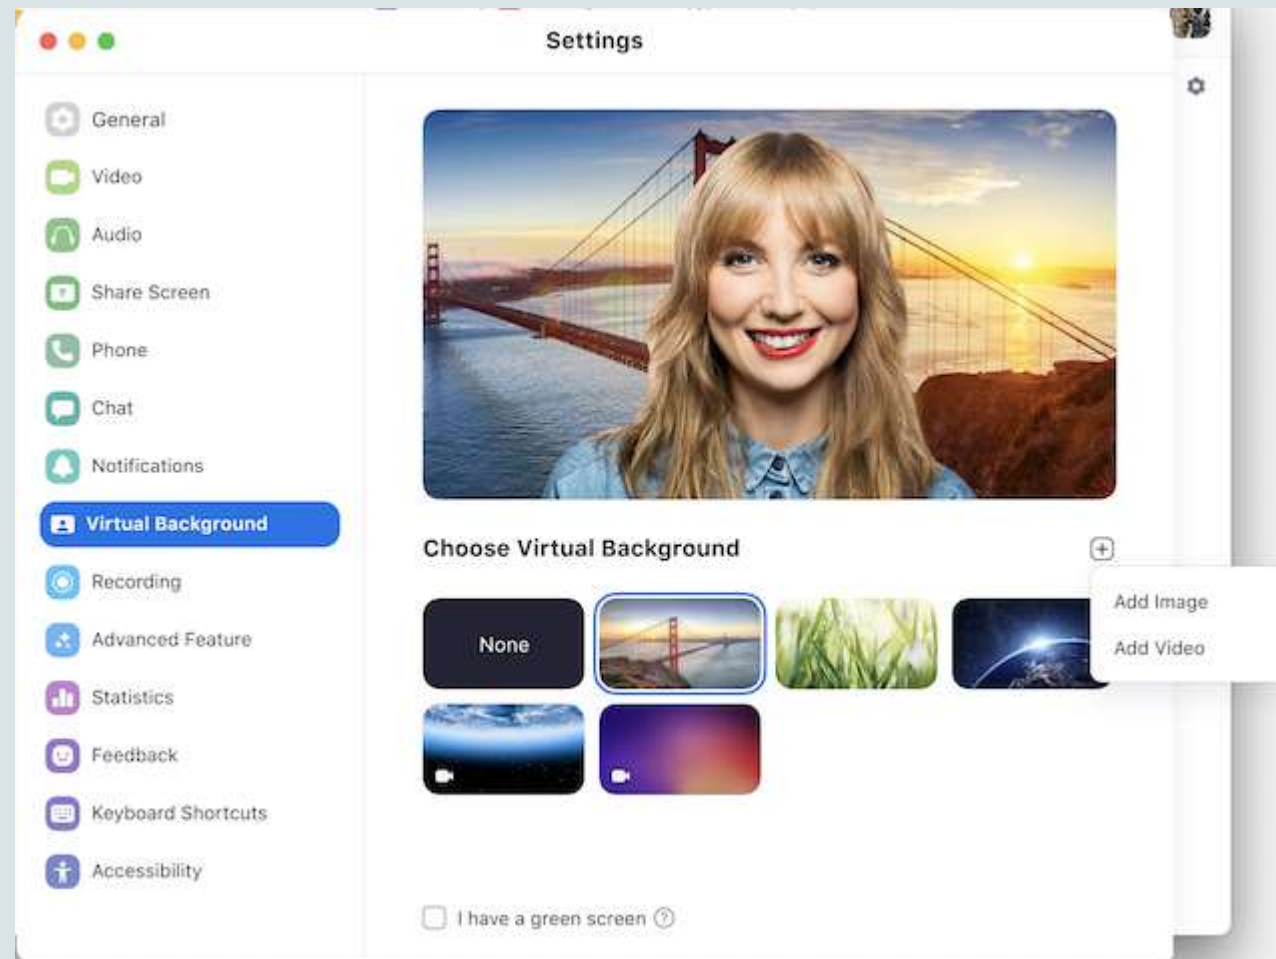 Settings
General
Video
Audio
Share Screen
Phone
Chat
Notifications
Virtual Background
Recording
Advanced Feature
Statistics
Feedback
Keyboard Shortcuts
Accessibility
Choose Virtual Background
Add Image
Add Video
None
I have a green screen ?